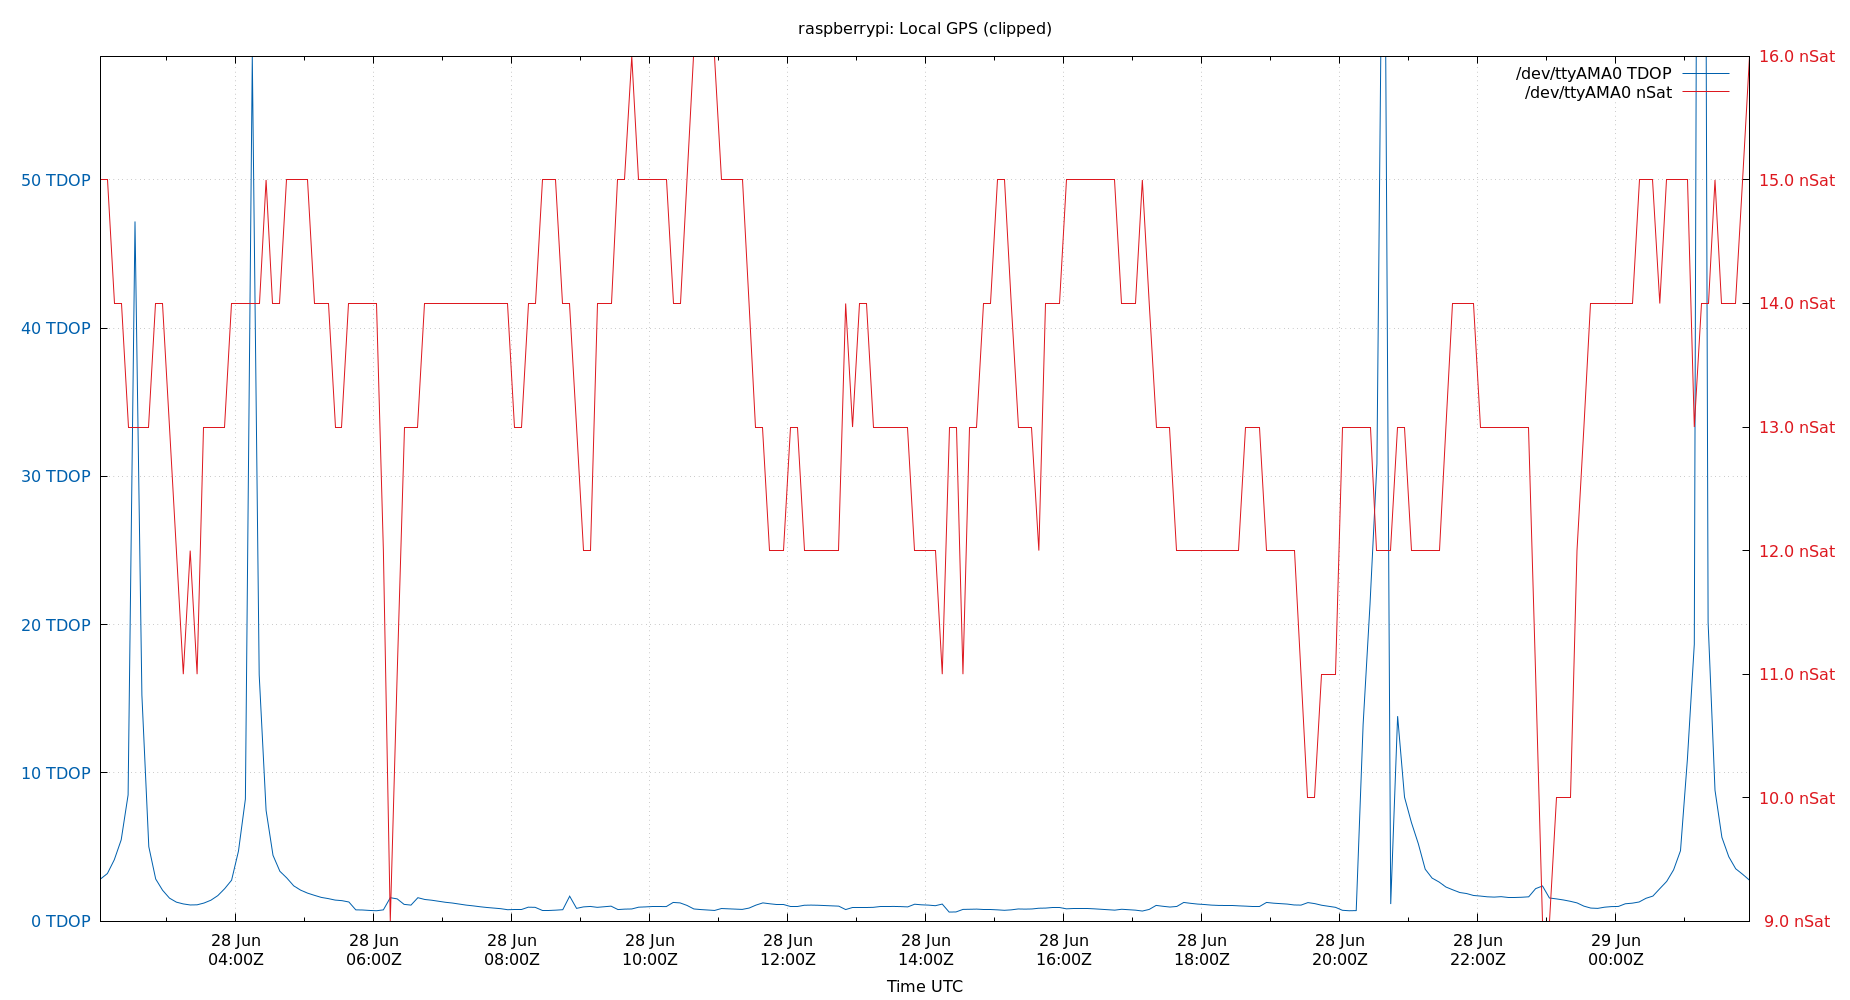 raspberrypi: Local GPS (clipped)
/dev/ttyAMA0 TDOP
/dev/ttyAMA0 nSat
50 TDOP
40 TDOP
30 TDOP
20 TDOP
10 TDOP
0 TDOP
16.0 nSat
15.0 nSat
14.0 nSat
13.0 nSat
12.0 nSat
11.0 nSat
10.0 nSat
9.0 nSat
28 Jun 28 Jun 28 Jun 28 Jun 28 Jun 28 Jun 28 Jun 28 Jun 28 Jun 28 Jun 29 Jun
04:00Z 06:00Z 08:00Z 10:00Z 12:00Z 14:00Z 16:00Z 18:00Z 20:00Z 22:00Z 00:00Z
Time UTC